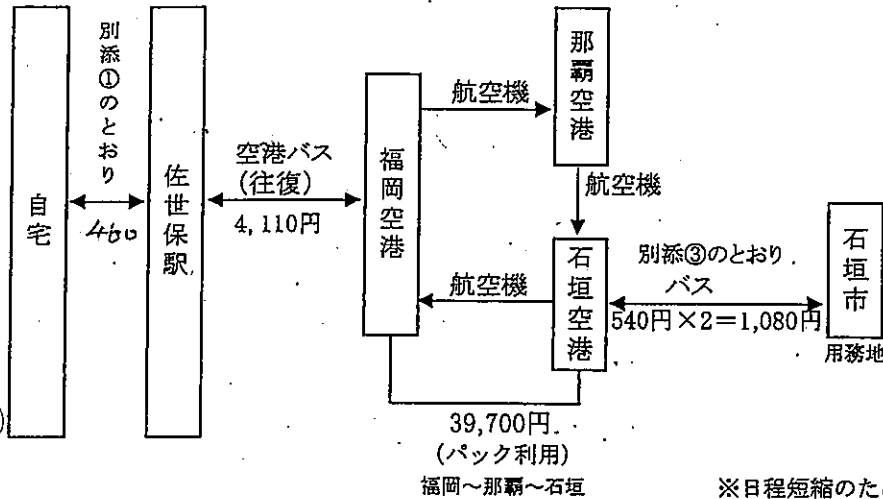 別添①のとおり
自宅
460
佐世保駅
空港バス
(往復)
4,110円
福岡空港
航空機
那覇空港
航空機
航空機
石垣空港
別添③のとおり
バス
540円×2=1,080円
石垣市
用務地
39,700円
(パック利用)
福岡~那覇~石垣
※日程短縮のた